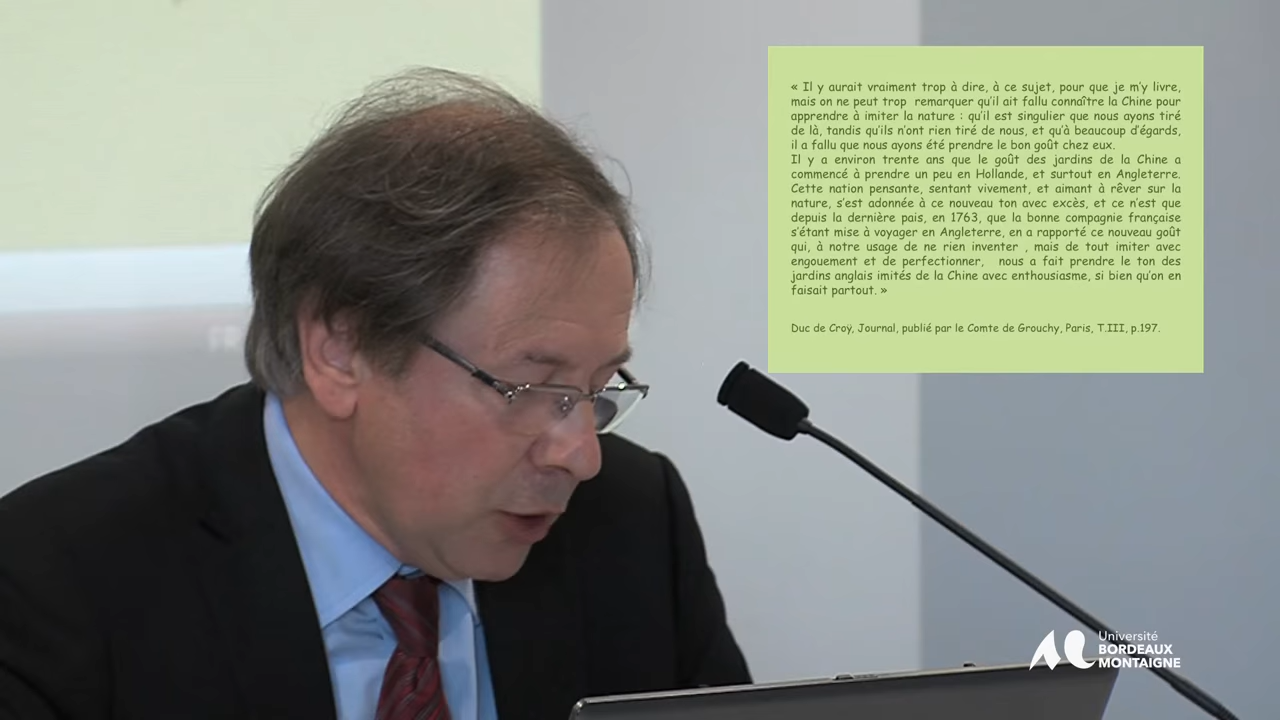 « Il y aurait vraiment trop à dire, à ce sujet, pour que je m'y livre,
mais on ne peut trop remarquer qu'il ait fallu connaître la Chine pour
apprendre à imiter la nature : qu'il est singulier que nous ayons tiré
de là, tandis qu'ils n'ont rien tiré de nous, et qu'à beaucoup d'égards,
il a fallu que nous ayons été prendre le bon goût chez eux.
Il y a environ trente ans que le goût des jardins de la Chine a
commencé à prendre un peu en Hollande, et surtout en Angleterre.
Cette nation pensante, sentant vivement, et aimant à rêver sur la
nature, s'est adonnée à ce nouveau ton avec excès, et ce n'est que
depuis la dernière pais, en 1763, que la bonne compagnie française
s'étant mise à voyager en Angleterre, en a rapporté ce nouveau goût
qui, à notre usage de ne rien inventer , mais de tout imiter avec
engouement et de perfectionner, nous a fait prendre le ton des
jardins anglais imités de la Chine avec enthousiasme, si bien qu'on en
faisait partout. »
Duc de Croÿ, Journal, publié par le Comte de Grouchy, Paris, T.III, p.197.
Université
BORDEAUX
MONTAIGNE